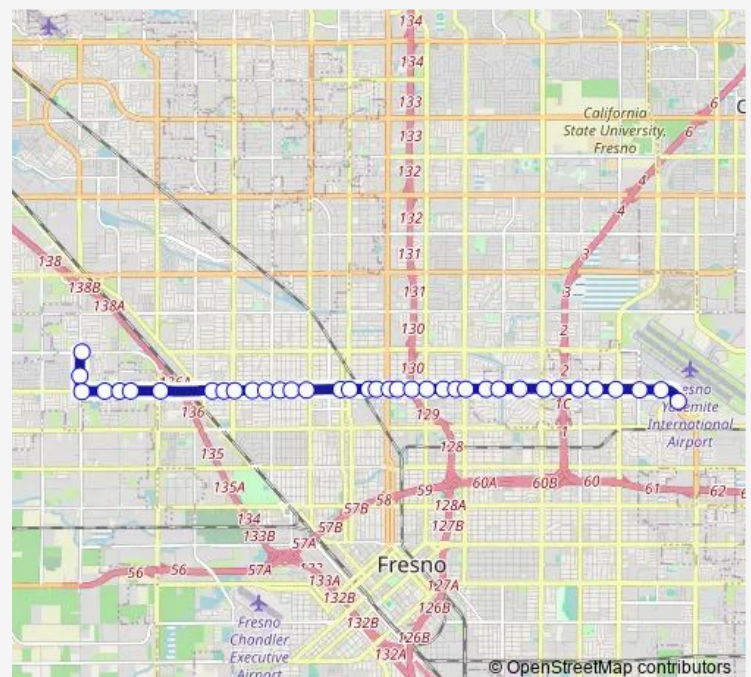 134
134
133
133
132
132
131
131
130
130
129
128
128A
127B
127A
126B
126B
California
State University,
Fresno
6
6
4
4
3
3
2
2
1C
1
138
138B
138A
136
135
135A
134
133B
133A
132B
132B
132A
56
56
57A
57A
57B
57B
58
59
60A
60B
60
61
62
Fresno
Fresno
Chandler
Executive
Airport
Yosemite
International
Airport
© OpenStreetMap contributors